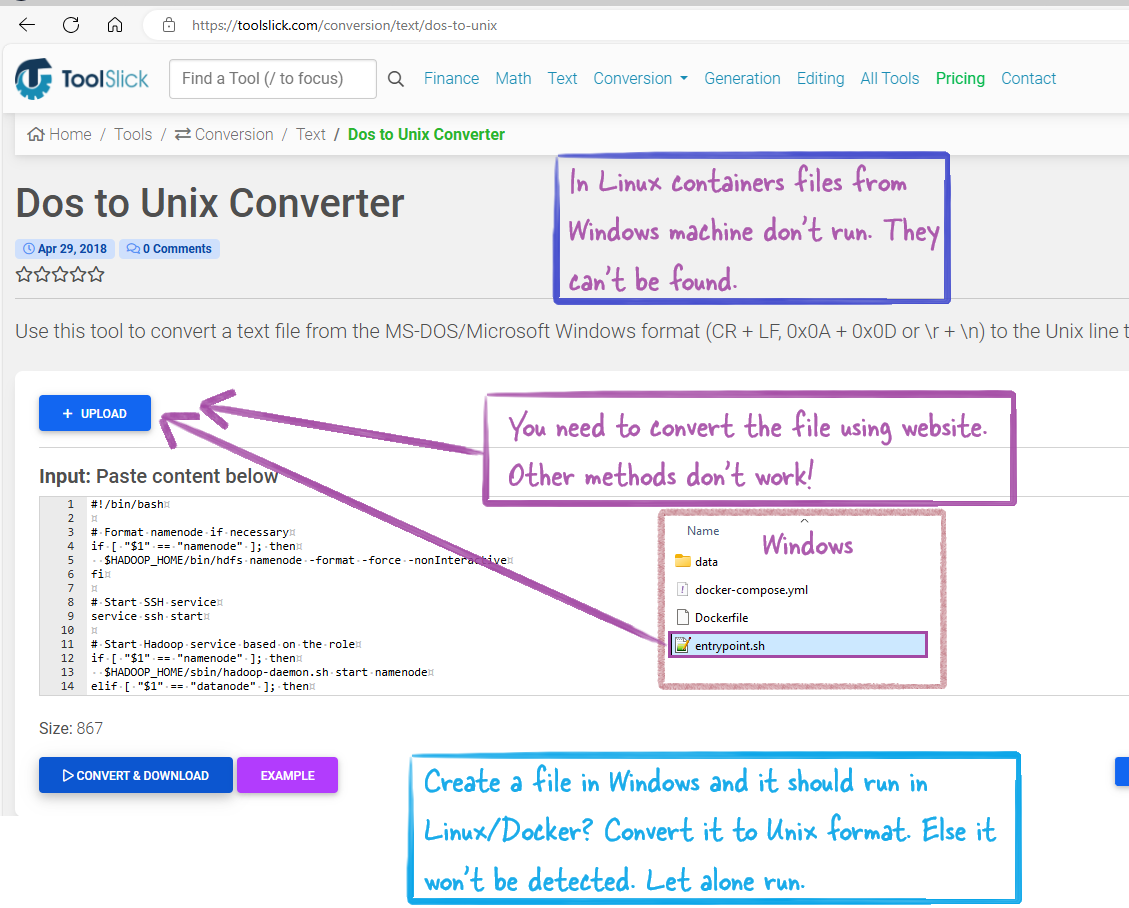 https://toolslick.com/conversion/text/dos-to-unix
ToolSlick Find a Tool (/ to focus) Finance Math Text Conversion Generation Editing All Tools Pricing Contact
Home / Tools / Conversion / Text / Dos to Unix Converter
In Linux containers files from
Windows machine don't run. They
can't be found.
Dos to Unix Converter
Apr 29, 2018 0 Comments
Use this tool to convert a text file from the MS-DOS/Microsoft Windows format (CR + LF, 0x0A + 0x0D or \r + \n) to the Unix line t
+ UPLOAD
You need to convert the file using website.
Other methods don't work!
Input: Paste content below
1 #!/bin/bash¤
2 ¤
3 #·Format·namenode·if·necessary¤
4 if·[·"$1"·==·"namenode"·];·then¤
5 ··$HADOOP_HOME/bin/hdfs·namenode·-format·-force·-nonInteractive¤
6 fi¤
7 ¤
8 #·Start·SSH·service¤
9 service·ssh·start¤
10 ¤
11 #·Start·Hadoop·service·based·on·the·role¤
12 if·[·"$1"·==·"namenode"·];·then¤
13 ··$HADOOP_HOME/sbin/hadoop-daemon.sh·start·namenode¤
14 elif·[·"$1"·==·"datanode"·];·then¤
Name
Windows
data
docker-compose.yml
Dockerfile
entrypoint.sh
Size: 867
CONVERT & DOWNLOAD EXAMPLE
Create a file in Windows and it should run in
Linux/Docker? Convert it to Unix format. Else it
won't be detected. Let alone run.